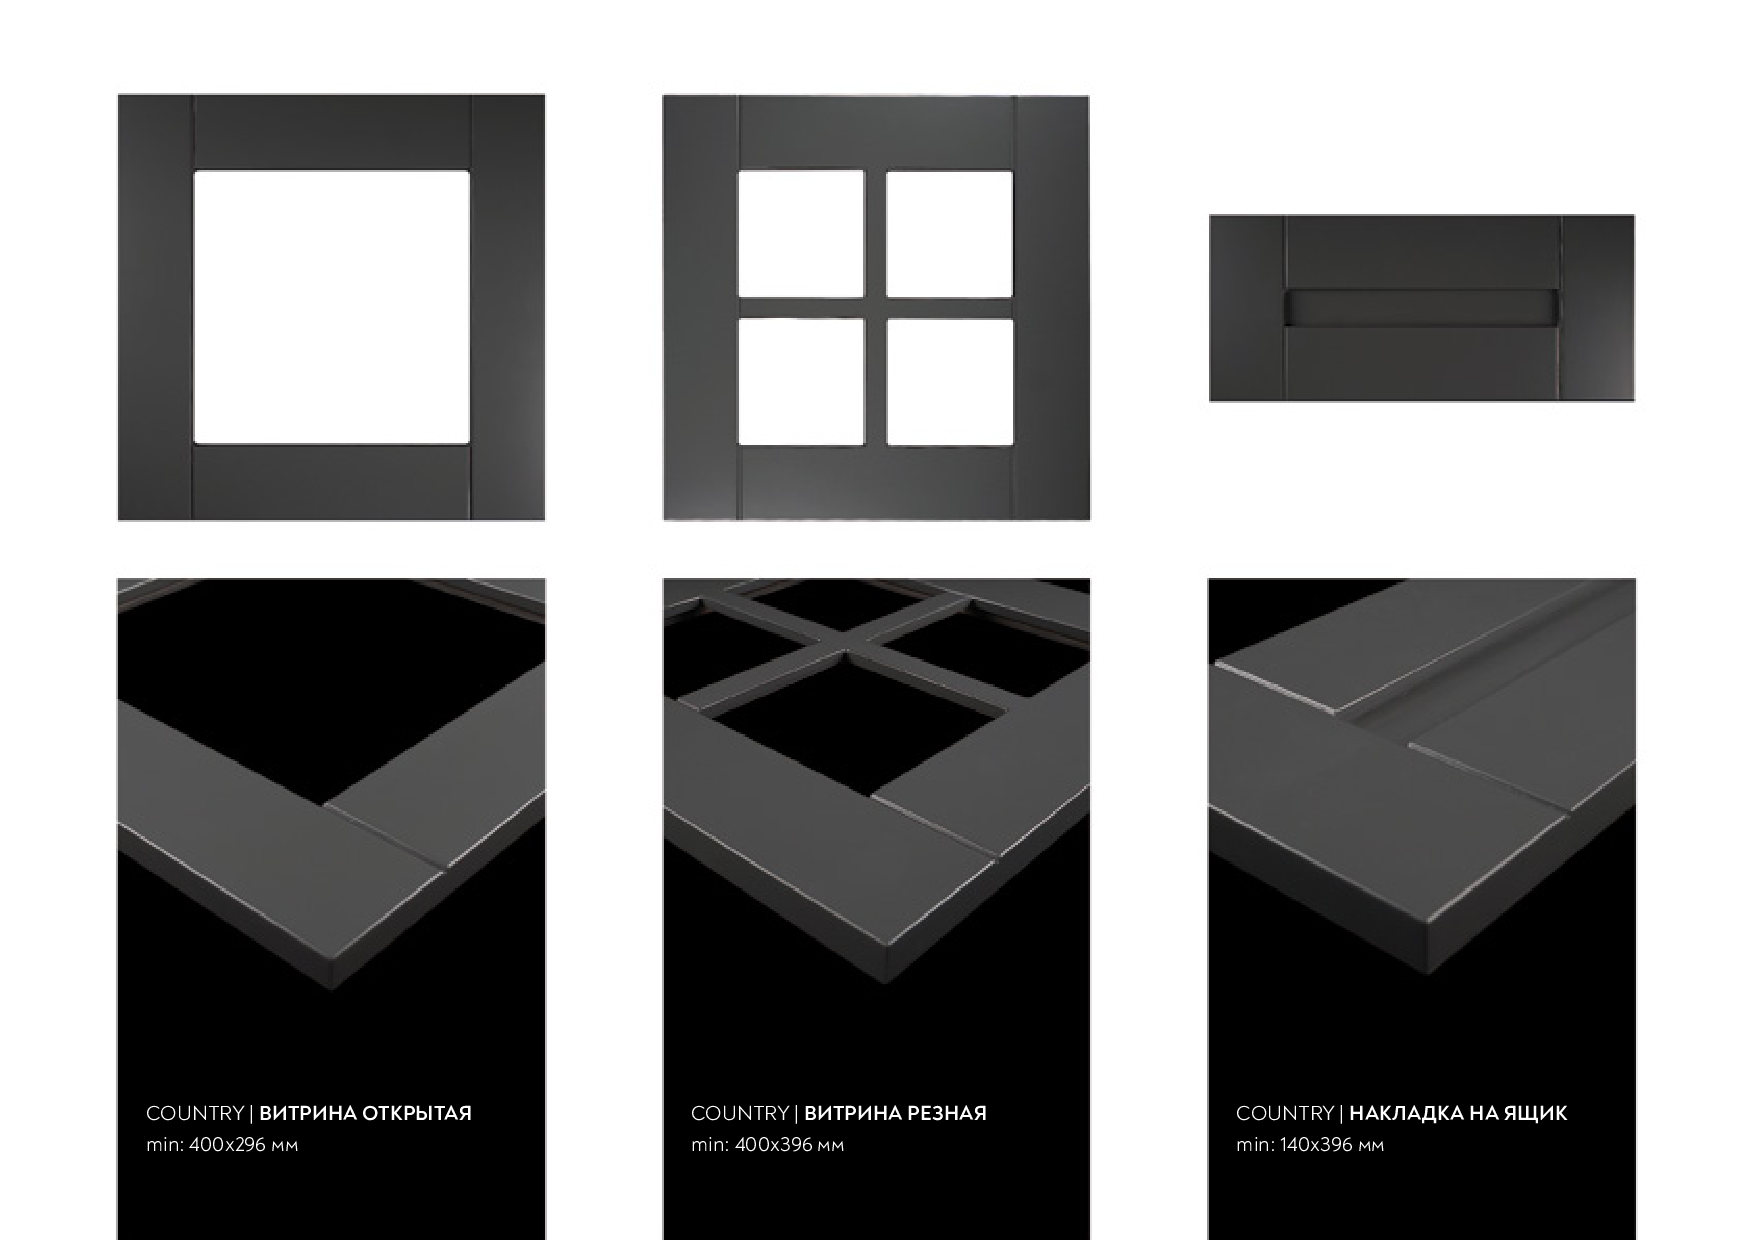 COUNTRY | ВИТРИНА ОТКРЫТАЯ
min: 400x296 мм
COUNTRY | ВИТРИНА РЕЗНАЯ
min: 400x396 мм
COUNTRY | НАКЛАДКА НА ЯЩИК
min: 140x396 мм